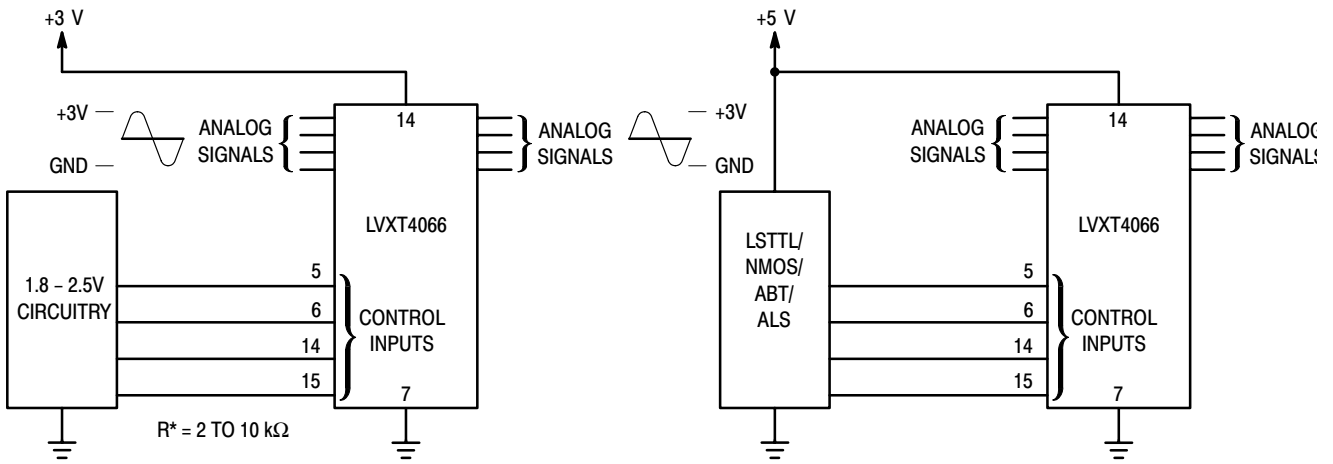 +3 V
+3V
GND
ANALOG
SIGNALS
14
ANALOG
SIGNALS
LVXT4066
1.8 – 2.5V
CIRCUITRY
5
6
14
15
CONTROL
INPUTS
7
R* = 2 TO 10 kΩ
+5 V
+3V
GND
ANALOG
SIGNALS
14
ANALOG
SIGNALS
LVXT4066
LSTTL/
NMOS/
ABT/
ALS
5
6
14
15
CONTROL
INPUTS
7